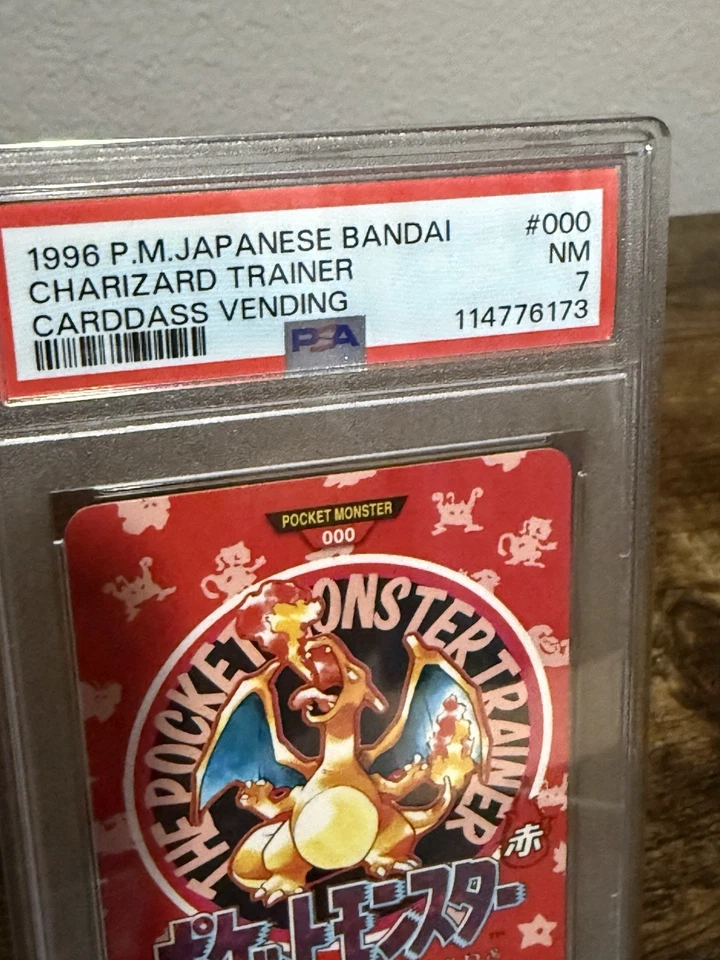 1996 P.M.JAPANESE BANDAI #000
CHARIZARD TRAINER NM
CARDDASS VENDING 7
PSA 114776173
POCKET MONSTER
000
THE POCKET MONSTER TRAINER
赤
ポケットモンスター
TM